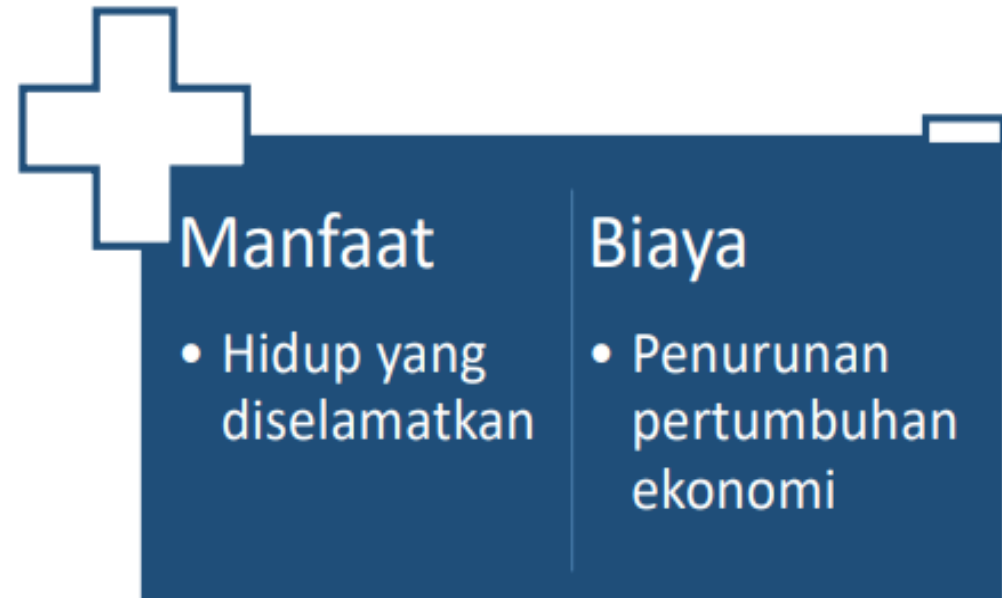 Manfaat
• Hidup yang
diselamatkan
Biaya
• Penurunan
pertumbuhan
ekonomi